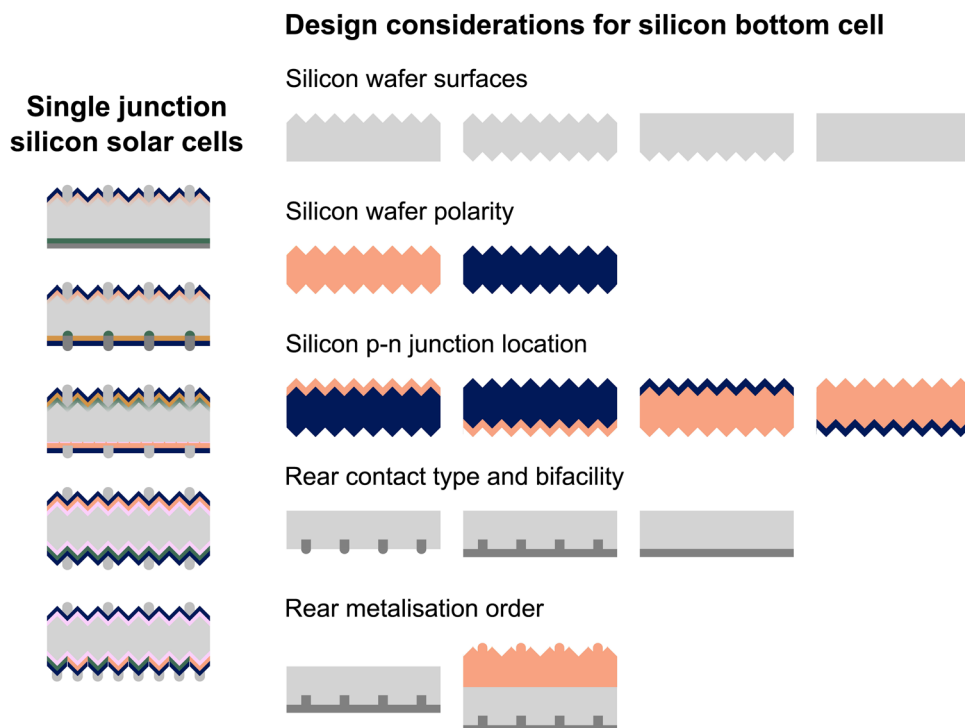 Design considerations for silicon bottom cell
Single junction
silicon solar cells
Silicon wafer surfaces
Silicon wafer polarity
Silicon p-n junction location
Rear contact type and bifacility
Rear metalisation order